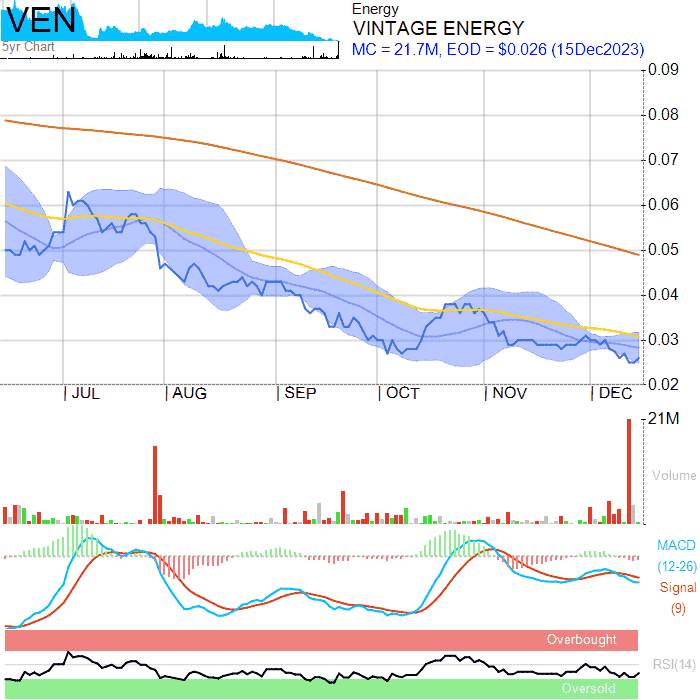 VEN
5yr Chart
Energy
VINTAGE ENERGY
MC = 21.7M, EOD = $0.026 (15Dec2023)
0.09
0.08
0.07
0.06
0.05
0.04
0.03
0.02
JUL AUG SEP OCT NOV DEC
21M
Volume
MACD
(12-26)
Signal
(9)
Overbought
RSI(14)
Oversold